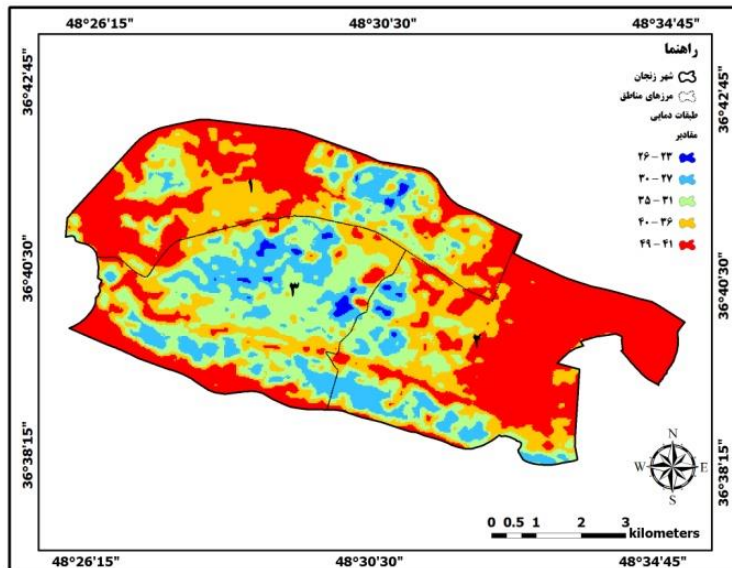 48°26'15"
48°30'30"
48°34'45"
36°42'45"
36°42'45"
راهنما
شهر زنجان
مرزهای مناطق
طبقات دمایی
مقادیر
۲۶ - ۲۳
۳۰ - ۲۷
۳۵ - ۳۱
۴۰ - ۳۶
۴۹ - ۴۱
۱
36°40'30"
36°40'30"
۳
۲
36°38'15"
36°38'15"
N
W E
S
0 0.5 1 2 3
kilometers
48°26'15"
48°30'30"
48°34'45"